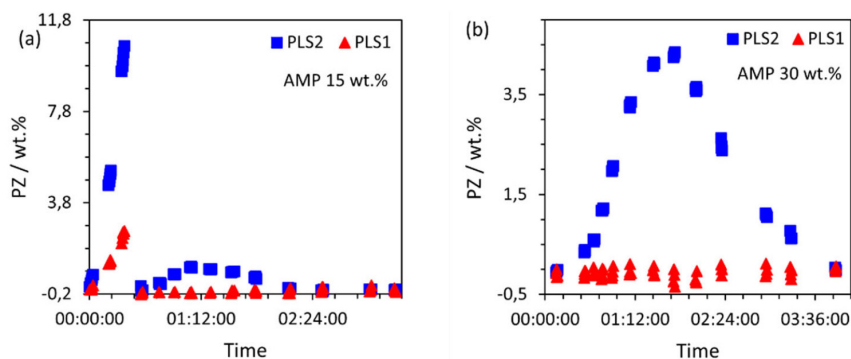 (a)
11,8
7,8
3,8
-0,2
PZ / wt.%
PLS2 PLS1
AMP 15 wt.%
00:00:00 01:12:00 02:24:00
Time
(b)
3,5
1,5
-0,5
PZ / wt.%
PLS2 PLS1
AMP 30 wt.%
00:00:00 01:12:00 02:24:00 03:36:00
Time